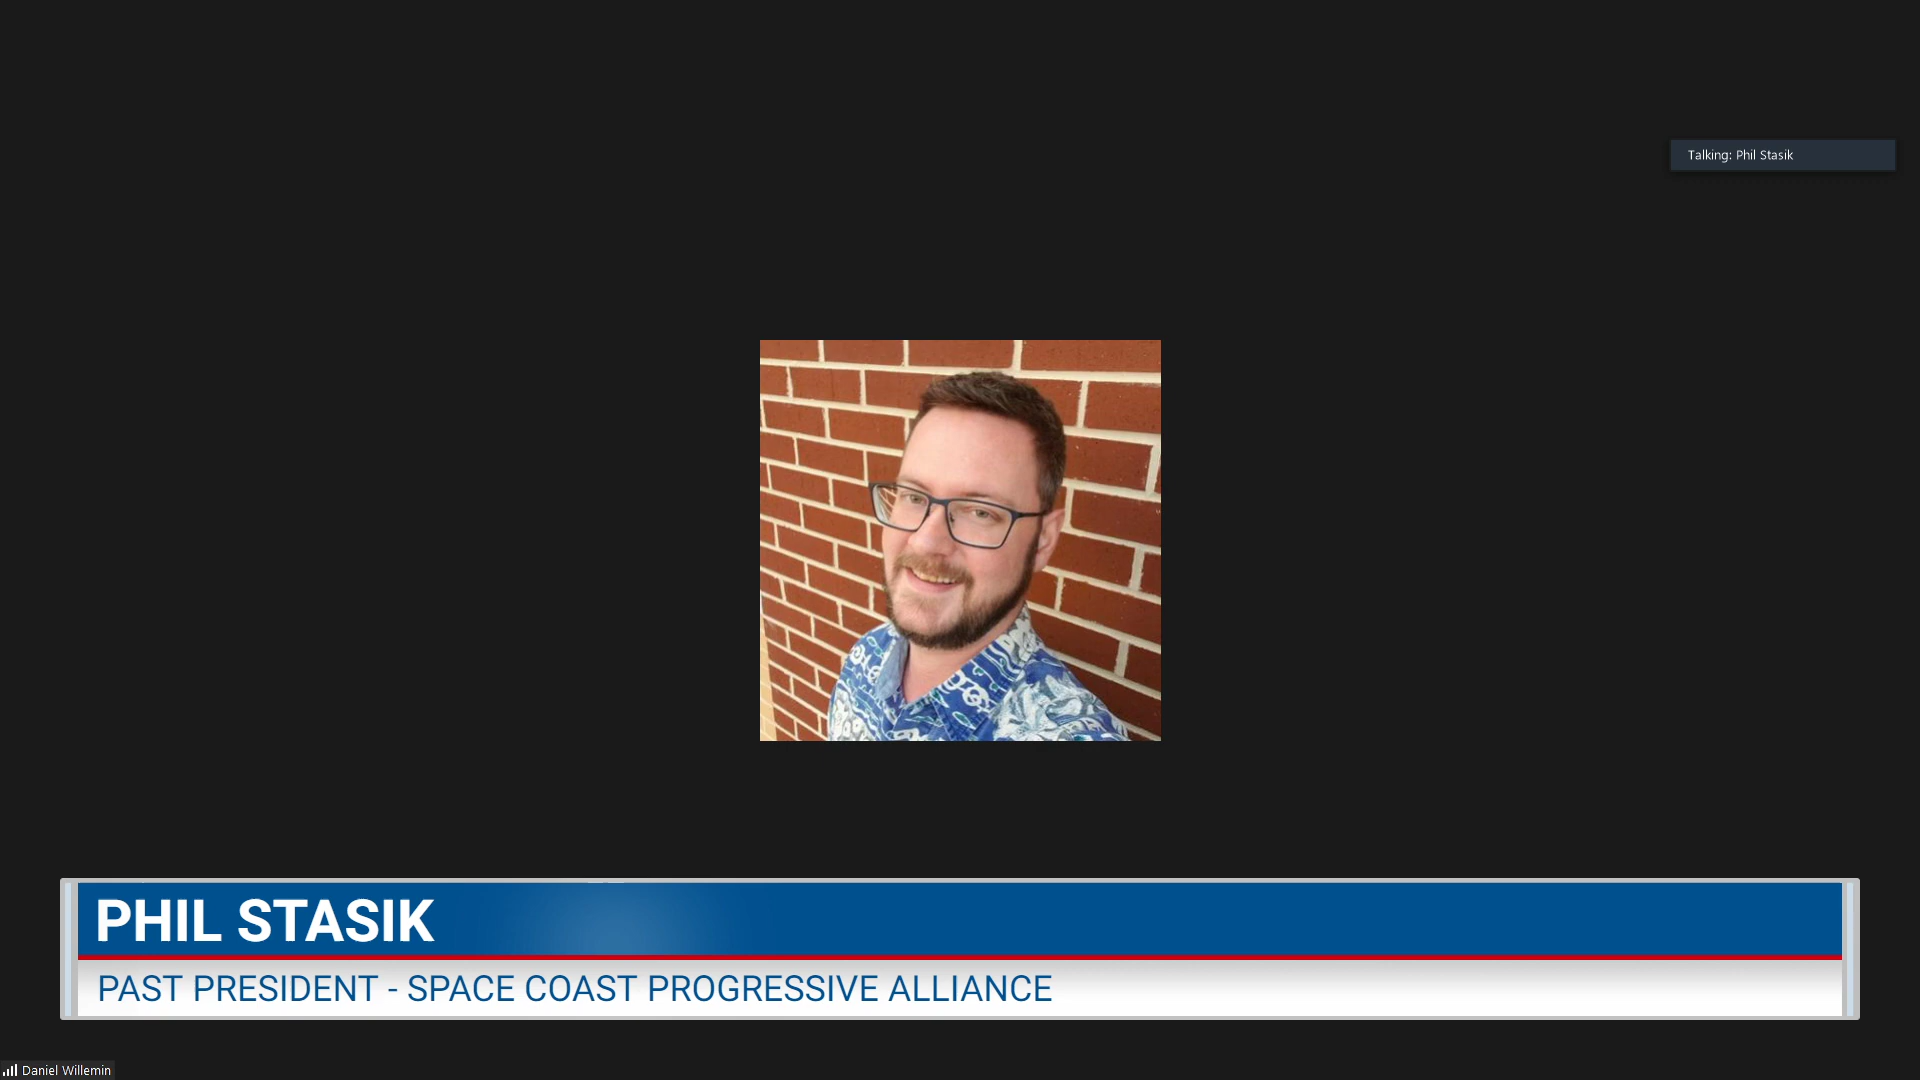 Talking: Phil Stasik
PHIL STASIK
PAST PRESIDENT - SPACE COAST PROGRESSIVE ALLIANCE
Daniel Willemin